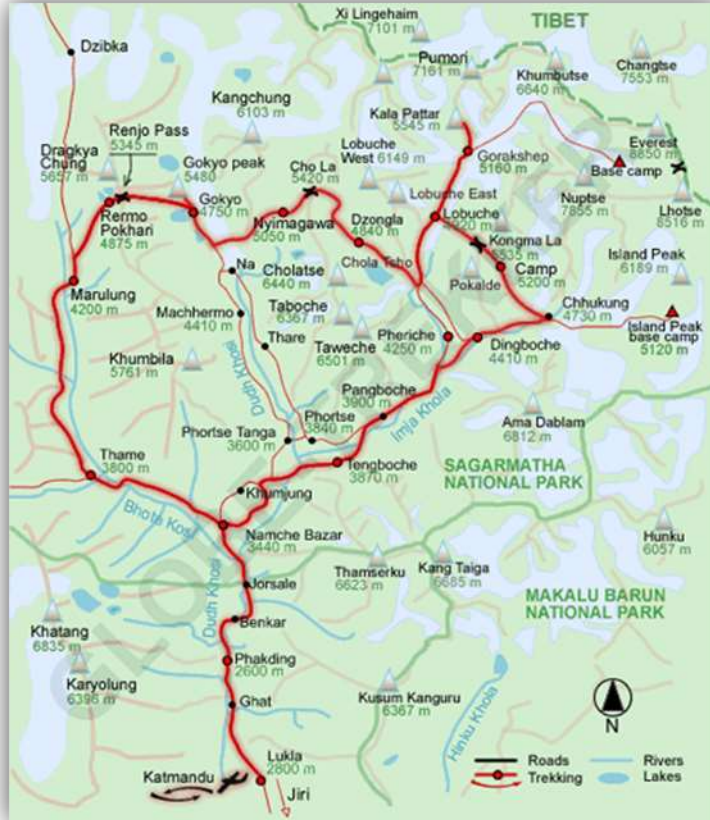 Xi Lingehaim
7101 m
TIBET
Dzibka
Pumori
7161 m
Khumbutse
6640 m
Changtse
7553 m
Kangchung
6103 m
Kala Pattar
5545 m
Renjo Pass
5345 m
Dragkya
Chung
5657 m
Gokyo peak
5480
Cho La
5420 m
Lobuche
West 6149 m
Gorakshep
5160 m
Everest
8850 m
Base camp
Rermo
Pokhari
4875 m
Gokyo
4750 m
Nyimagawa
5050 m
Dzongla
4840 m
Lobuche East
Lobuche
4920 m
Nuptse
7855 m
Lhotse
8516 m
Kongma La
5535 m
Camp
5200 m
Island Peak
6189 m
Na
Cholatse
6440 m
Chola Tsho
Pokalde
Marulung
4200 m
Machhermo
4410 m
Taboche
6367 m
Chhukung
4730 m
Island Peak
base camp
5120 m
Thare
Taweche
6501 m
Pheriche
4250 m
Dingboche
4410 m
Khumbila
5761 m
Dudh Khosi
Pangboche
3900 m
Imja Khola
Ama Dablam
6812 m
Phortse
3840 m
Phortse Tanga
3600 m
Thame
3800 m
Tengboche
3870 m
SAGARMATHA
NATIONAL PARK
Khumjung
Bhota Kosi
Namche Bazar
3440 m
Hunku
6057 m
Thamserku
6623 m
Kang Taiga
6685 m
Dudh Khosi
Jorsale
MAKALU BARUN
NATIONAL PARK
Benkar
Khatang
6835 m
Phakding
2600 m
Karyolung
6396 m
Kusum Kanguru
6367 m
Ghat
Hinku Khola
N
Lukla
2800 m
Katmandu
Jiri
Roads
Rivers
Trekking
Lakes